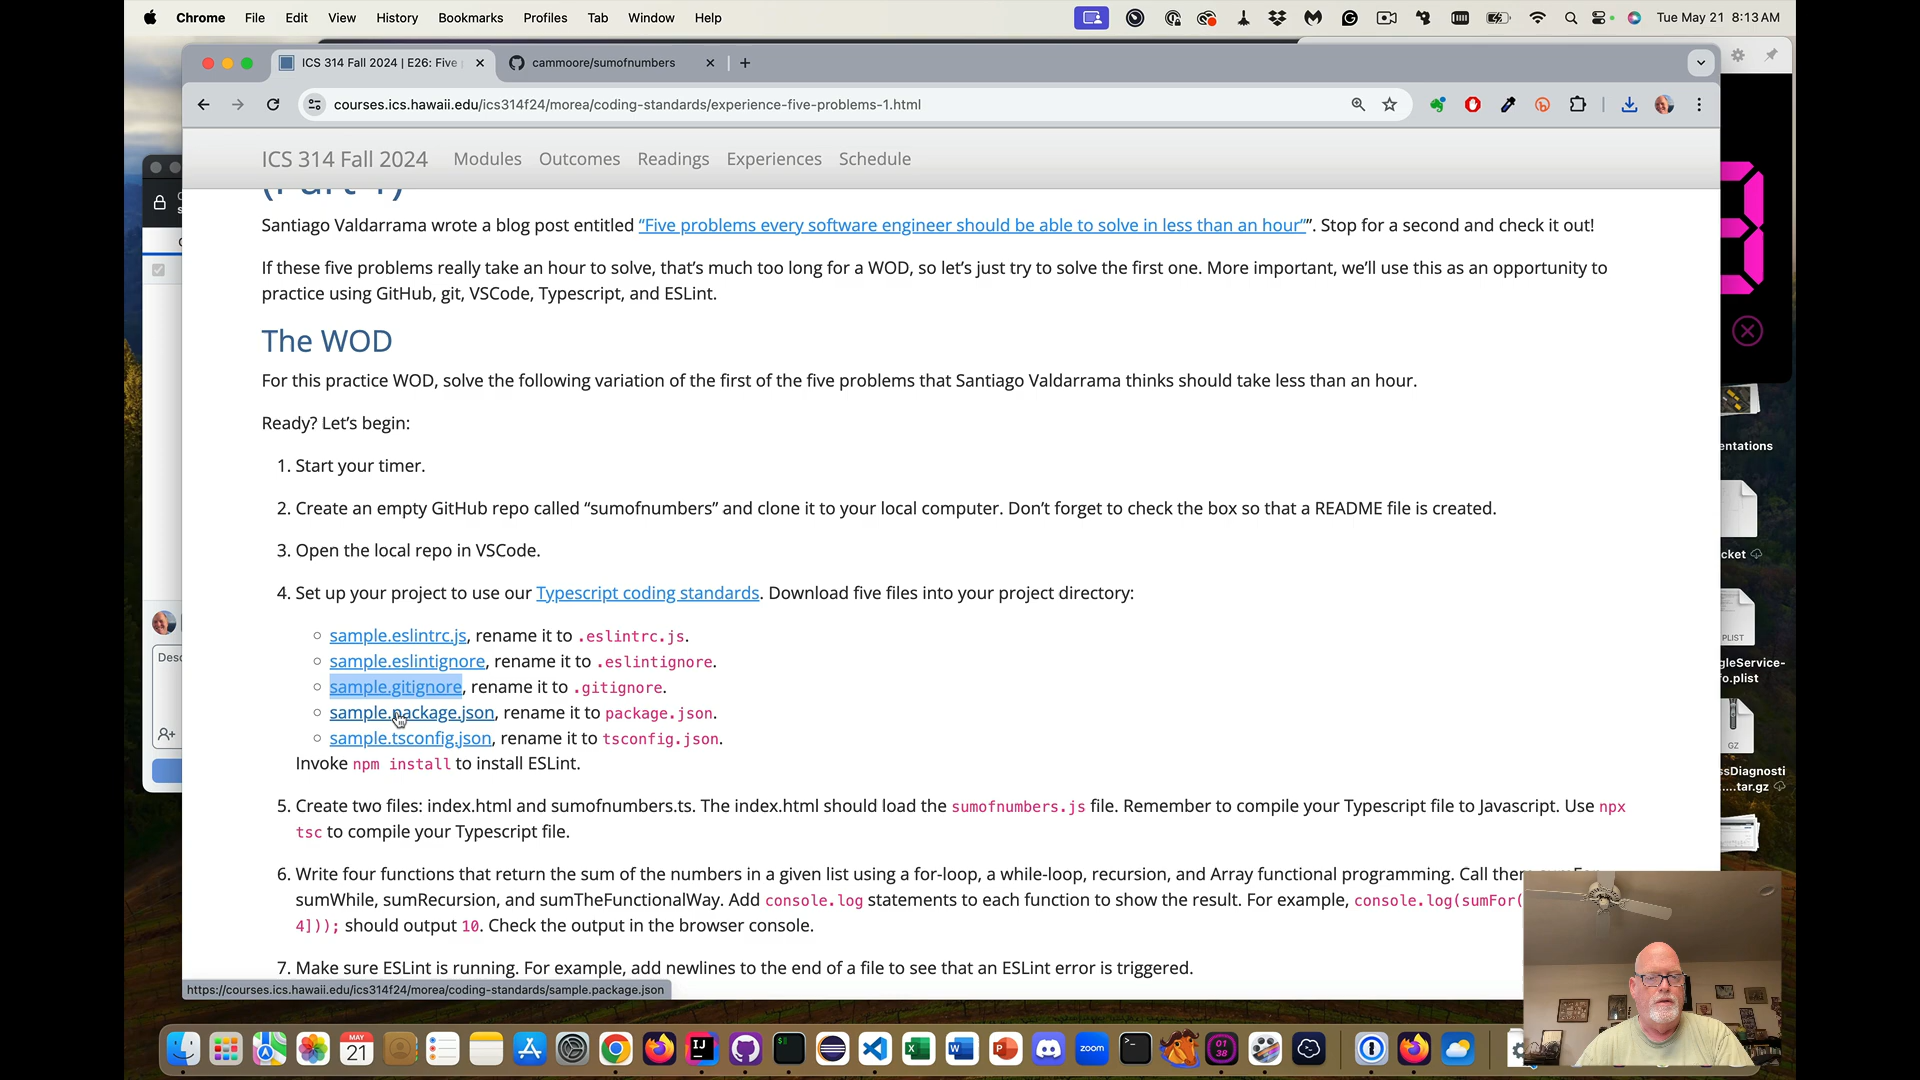 Chrome File Edit View History Bookmarks Profiles Tab Window Help Tue May 21 8:13 AM
ICS 314 Fall 2024 | E26: Five
cammoore/sumofnumbers
courses.ics.hawaii.edu/ics314f24/morea/coding-standards/experience-five-problems-1.html
ICS 314 Fall 2024 Modules Outcomes Readings Experiences Schedule
(Part 1)
Santiago Valdarrama wrote a blog post entitled “Five problems every software engineer should be able to solve in less than an hour””. Stop for a second and check it out!
If these five problems really take an hour to solve, that’s much too long for a WOD, so let’s just try to solve the first one. More important, we’ll use this as an opportunity to
practice using GitHub, git, VSCode, Typescript, and ESLint.
The WOD
For this practice WOD, solve the following variation of the first of the five problems that Santiago Valdarrama thinks should take less than an hour.
Ready? Let’s begin:
1. Start your timer.
2. Create an empty GitHub repo called “sumofnumbers” and clone it to your local computer. Don’t forget to check the box so that a README file is created.
3. Open the local repo in VSCode.
4. Set up your project to use our Typescript coding standards. Download five files into your project directory:
sample.eslintrc.js, rename it to .eslintrc.js.
sample.eslintignore, rename it to .eslintignore.
sample.gitignore, rename it to .gitignore.
sample.package.json, rename it to package.json.
sample.tsconfig.json, rename it to tsconfig.json.
Invoke npm install to install ESLint.
5. Create two files: index.html and sumofnumbers.ts. The index.html should load the sumofnumbers.js file. Remember to compile your Typescript file to Javascript. Use npx
tsc to compile your Typescript file.
6. Write four functions that return the sum of the numbers in a given list using a for-loop, a while-loop, recursion, and Array functional programming. Call them
sumWhile, sumRecursion, and sumTheFunctionalWay. Add console.log statements to each function to show the result. For example, console.log(sumFor(
4])); should output 10. Check the output in the browser console.
7. Make sure ESLint is running. For example, add newlines to the end of a file to see that an ESLint error is triggered.
https://courses.ics.hawaii.edu/ics314f24/morea/coding-standards/sample.package.json
Desc
3
entations
cket
PLIST
gleService-
fo.plist
GZ
ssDiagnosti
....tar.gz
MAY
21
IJ
zoom
01
38